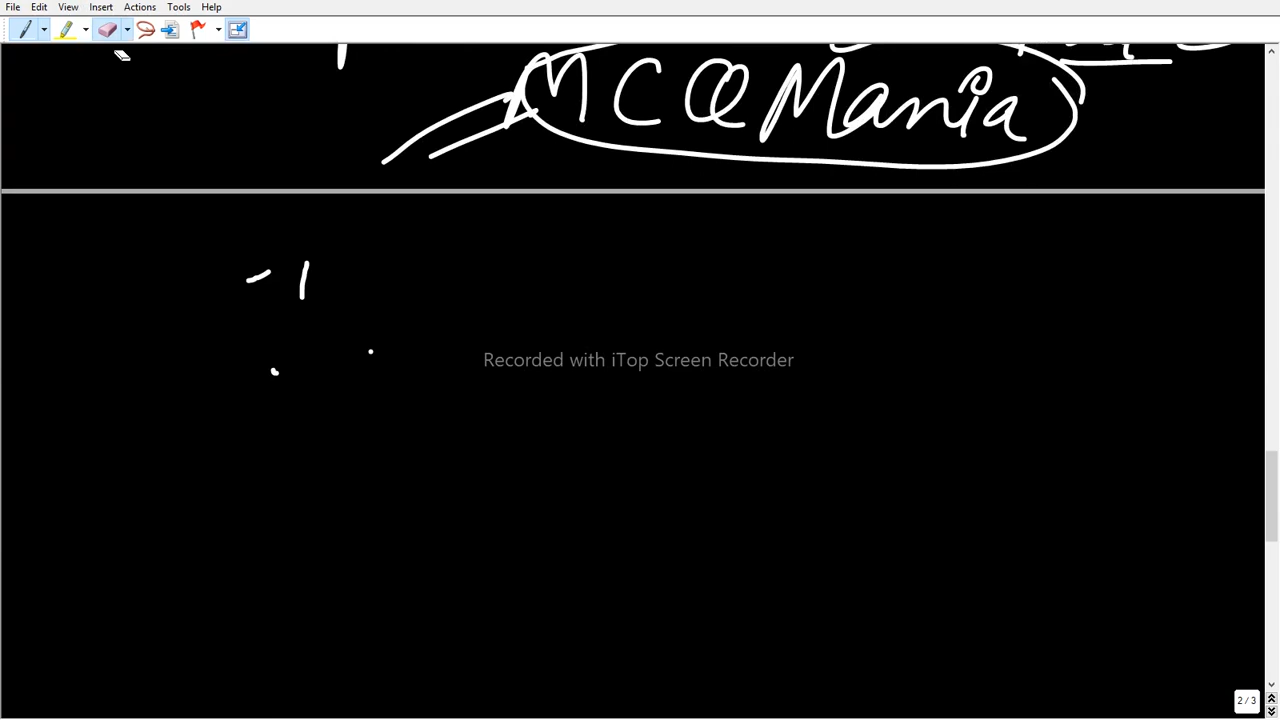 File Edit View Insert Actions Tools Help
MCQ Mania
- 1
Recorded with iTop Screen Recorder
2 / 3